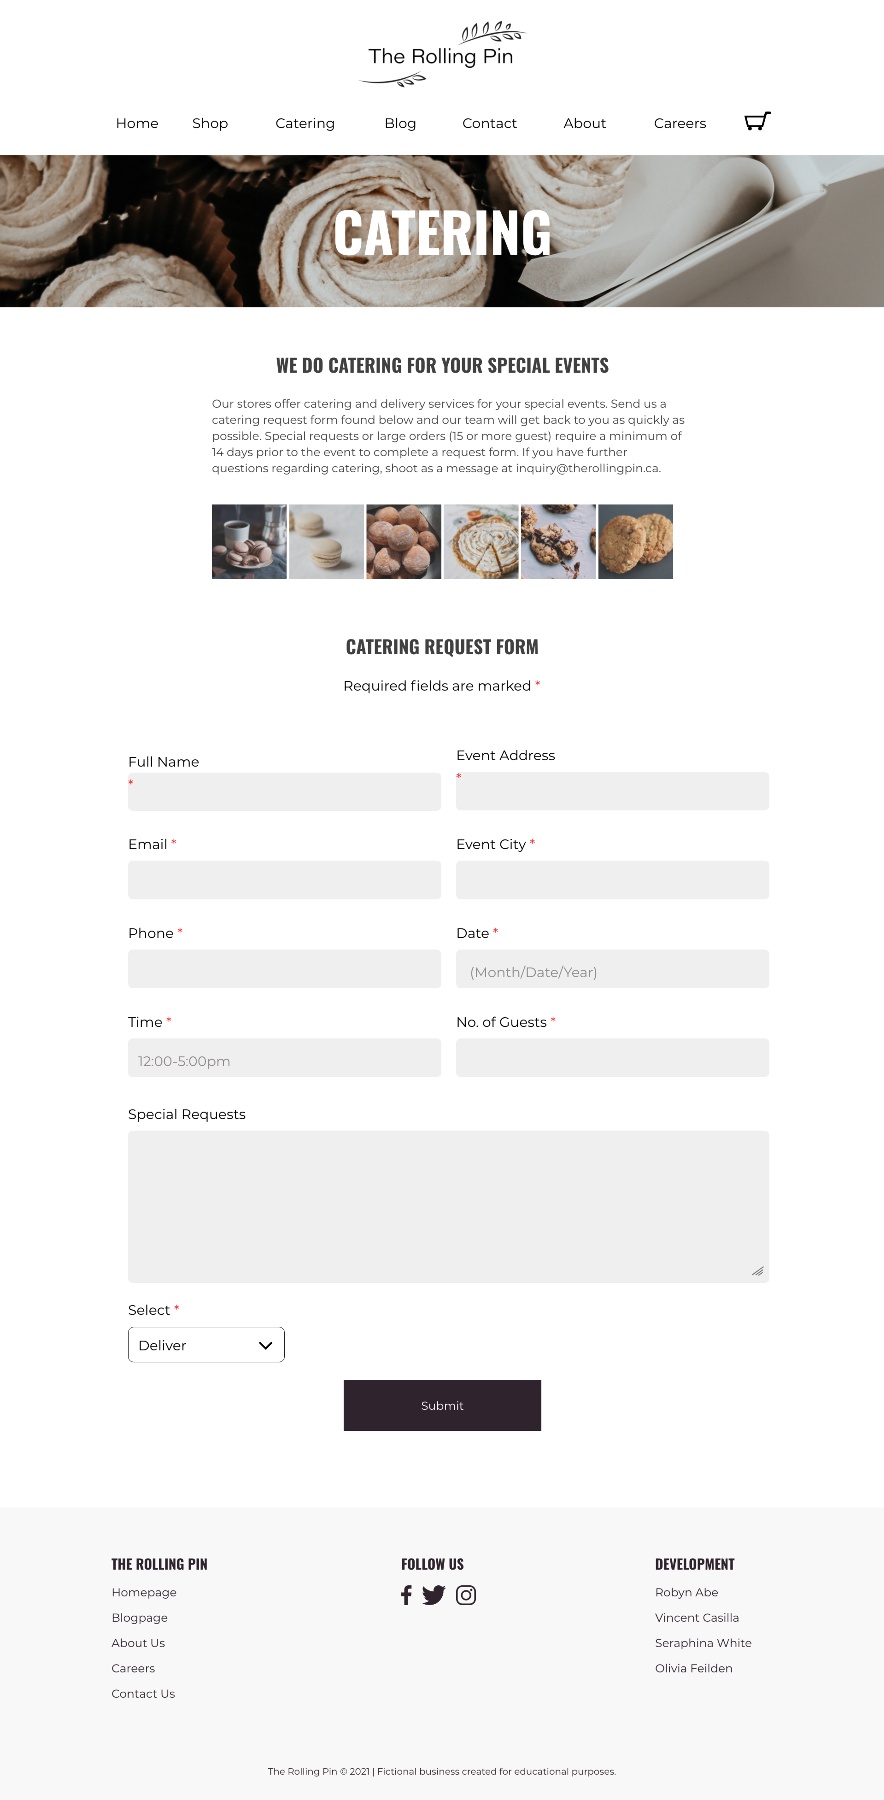 The Rolling Pin
Home Shop Catering Blog Contact About Careers
CATERING
WE DO CATERING FOR YOUR SPECIAL EVENTS
Our stores offer catering and delivery services for your special events. Send us a
catering request form found below and our team will get back to you as quickly as
possible. Special requests or large orders (15 or more guest) require a minimum of
14 days prior to the event to complete a request form. If you have further
questions regarding catering, shoot as a message at inquiry@therollingpin.ca.
CATERING REQUEST FORM
Required fields are marked *
Full Name
*
Event Address
*
Email *
Event City *
Phone *
Date *
(Month/Date/Year)
Time *
12:00-5:00pm
No. of Guests *
Special Requests
Select *
Deliver
Submit
THE ROLLING PIN
Homepage
Blogpage
About Us
Careers
Contact Us
FOLLOW US
DEVELOPMENT
Robyn Abe
Vincent Casilla
Seraphina White
Olivia Feilden
The Rolling Pin © 2021 | Fictional business created for educational purposes.